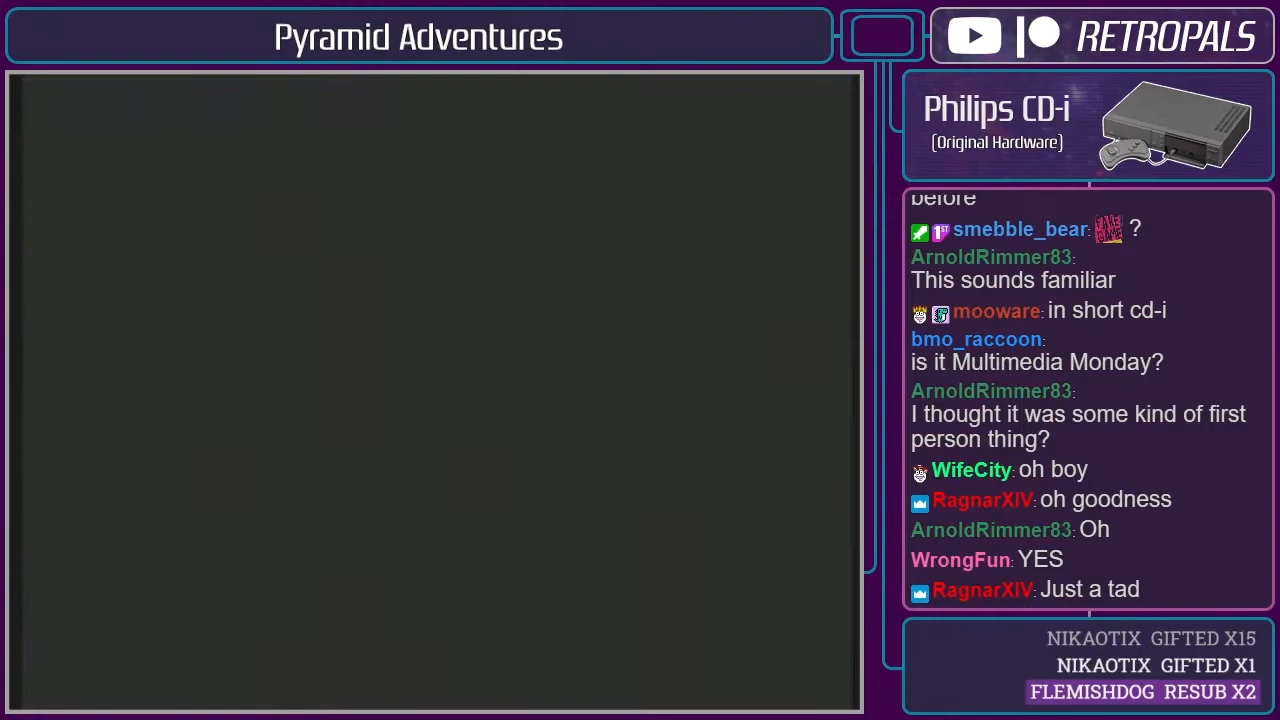 Pyramid Adventures
RETROPALS
Philips CD-i
(Original Hardware)
before
smebble_bear: ?
ArnoldRimmer83:
This sounds familiar
mooware: in short cd-i
bmo_raccoon:
is it Multimedia Monday?
ArnoldRimmer83:
I thought it was some kind of first
person thing?
WifeCity: oh boy
RagnarXIV: oh goodness
ArnoldRimmer83: Oh
WrongFun: YES
RagnarXIV: Just a tad
NIKAOTIX GIFTED X15
NIKAOTIX GIFTED X1
FLEMISHDOG RESUB X2